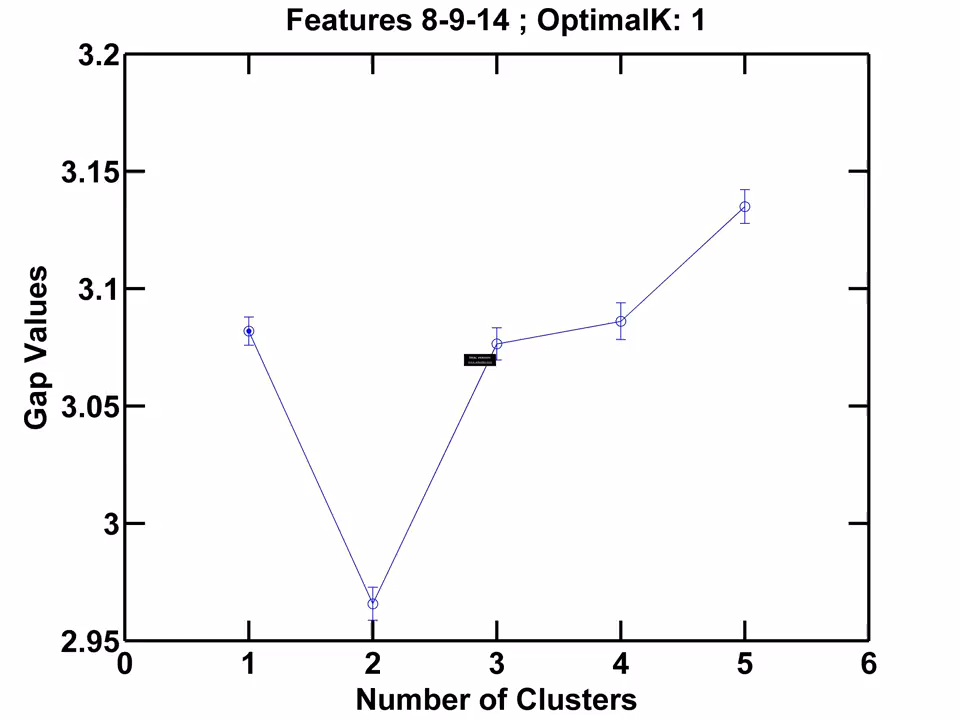 Features 8-9-14 ; OptimalK: 1
3.2
3.15
3.1
3.05
3
2.95
Gap Values
0 1 2 3 4 5 6
Number of Clusters